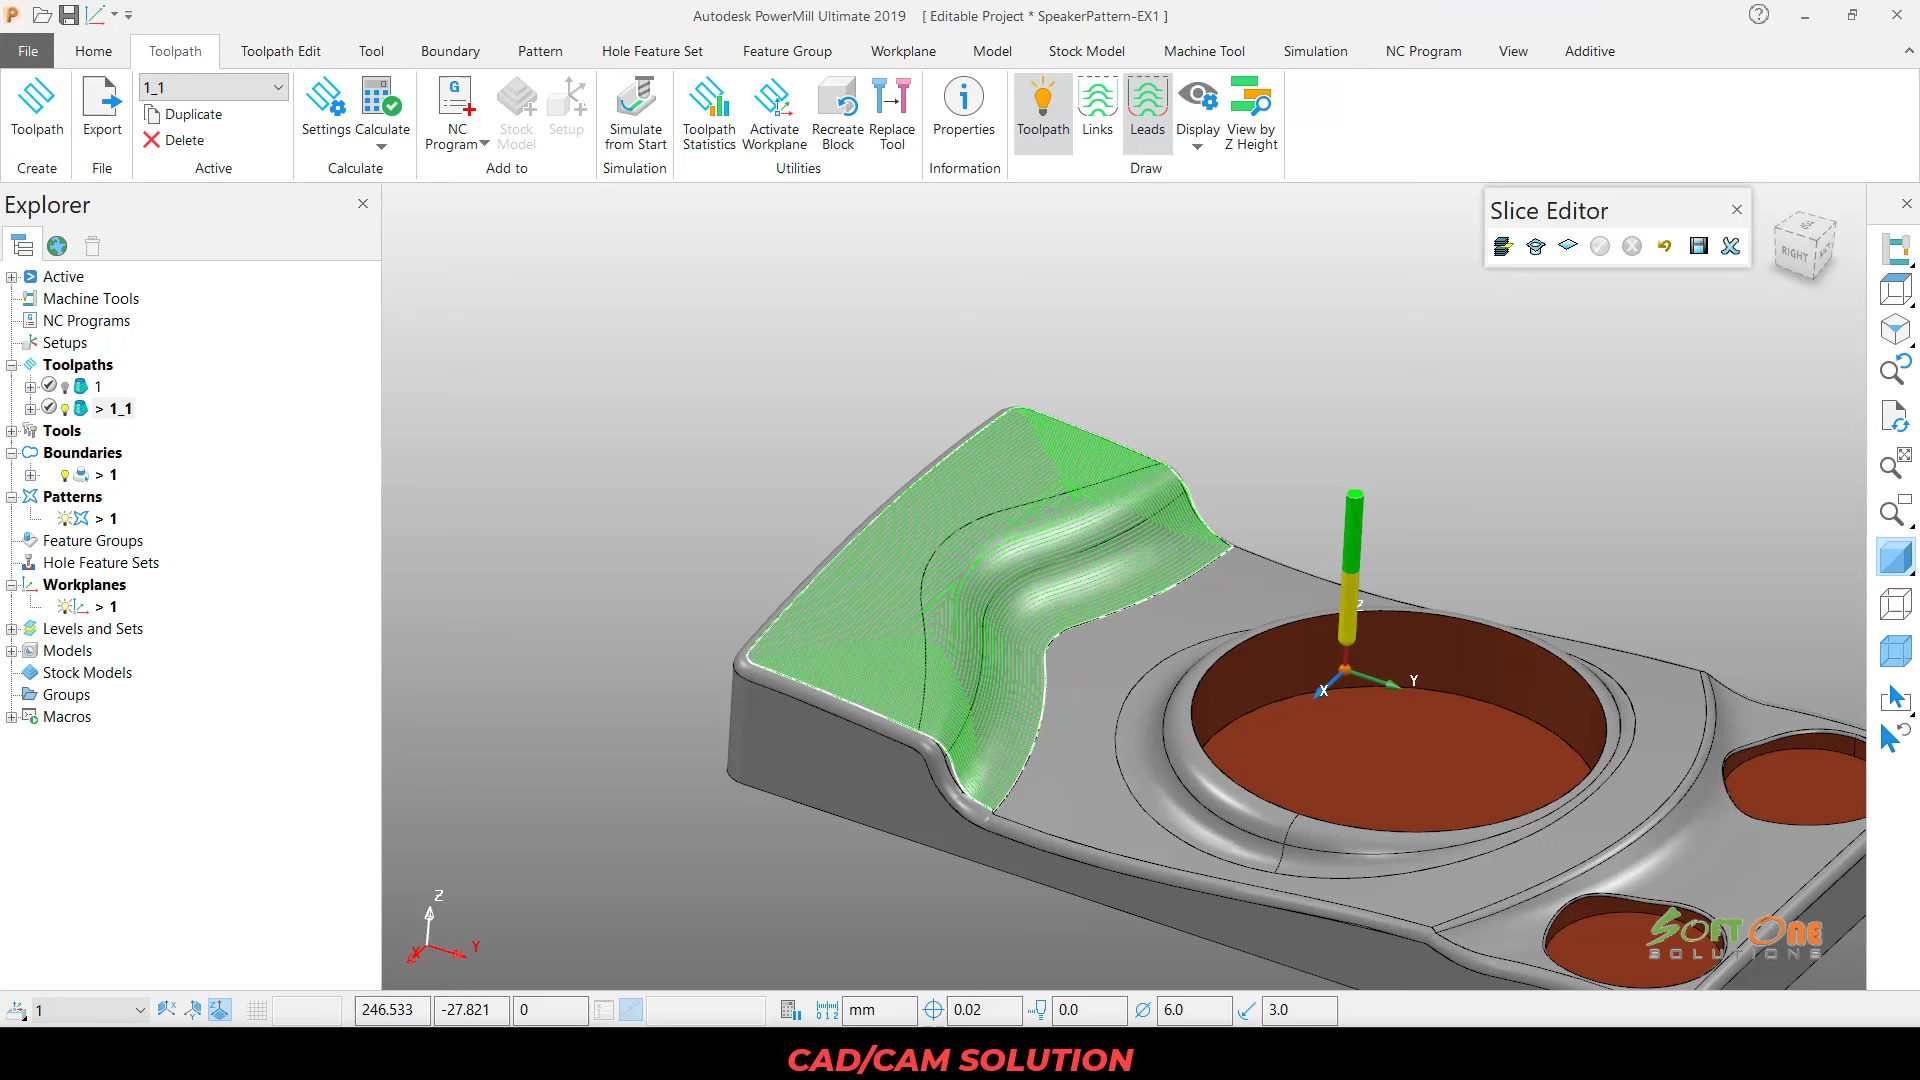 Autodesk PowerMill Ultimate 2019 [ Editable Project * SpeakerPattern-EX1 ]
File Home Toolpath Toolpath Edit Tool Boundary Pattern Hole Feature Set Feature Group Workplane Model Stock Model Machine Tool Simulation NC Program View Additive
1_1
Duplicate
Delete
Toolpath Export Settings Calculate NC Program Stock Model Setup Simulate from Start Toolpath Statistics Activate Workplane Recreate Block Replace Tool Properties Toolpath Links Leads Display View by Z Height
Create File Active Calculate Add to Simulation Utilities Information Draw
Explorer
Active
Machine Tools
NC Programs
Setups
Toolpaths
1
> 1_1
Tools
Boundaries
> 1
Patterns
> 1
Feature Groups
Hole Feature Sets
Workplanes
> 1
Levels and Sets
Models
Stock Models
Groups
Macros
Slice Editor
RIGHT
Z
X
Y
Z
X
Y
SOFTONE
SOLUTIONS
1 246.533 -27.821 0 mm 0.02 0.0 6.0 3.0
CAD/CAM SOLUTION